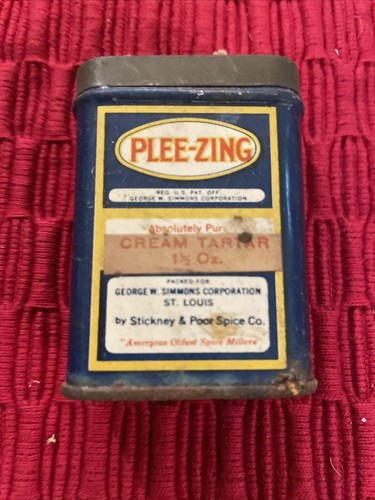 PLEE-ZING
REG. U.S. PAT. OFF.
GEORGE W. SIMMONS CORPORATION
Absolutely Pure
CREAM TARTAR
1½ Oz.
PACKED FOR
GEORGE W. SIMMONS CORPORATION
ST. LOUIS
by Stickney & Poor Spice Co.
"Americas Oldest Spice Millers"